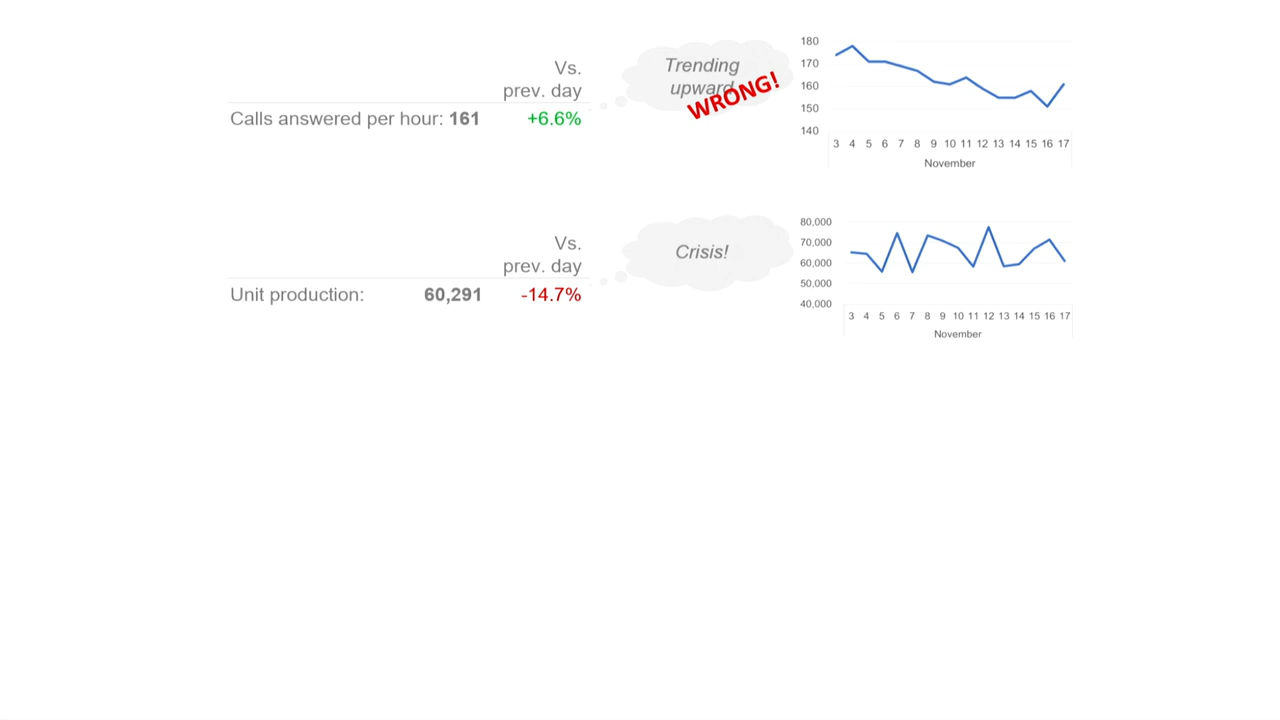 Vs.
prev. day
Calls answered per hour: 161 +6.6%
Trending
upward
WRONG!
180
170
160
150
140
3 4 5 6 7 8 9 10 11 12 13 14 15 16 17
November
Vs.
prev. day
Unit production: 60,291 -14.7%
Crisis!
80,000
70,000
60,000
50,000
40,000
3 4 5 6 7 8 9 10 11 12 13 14 15 16 17
November